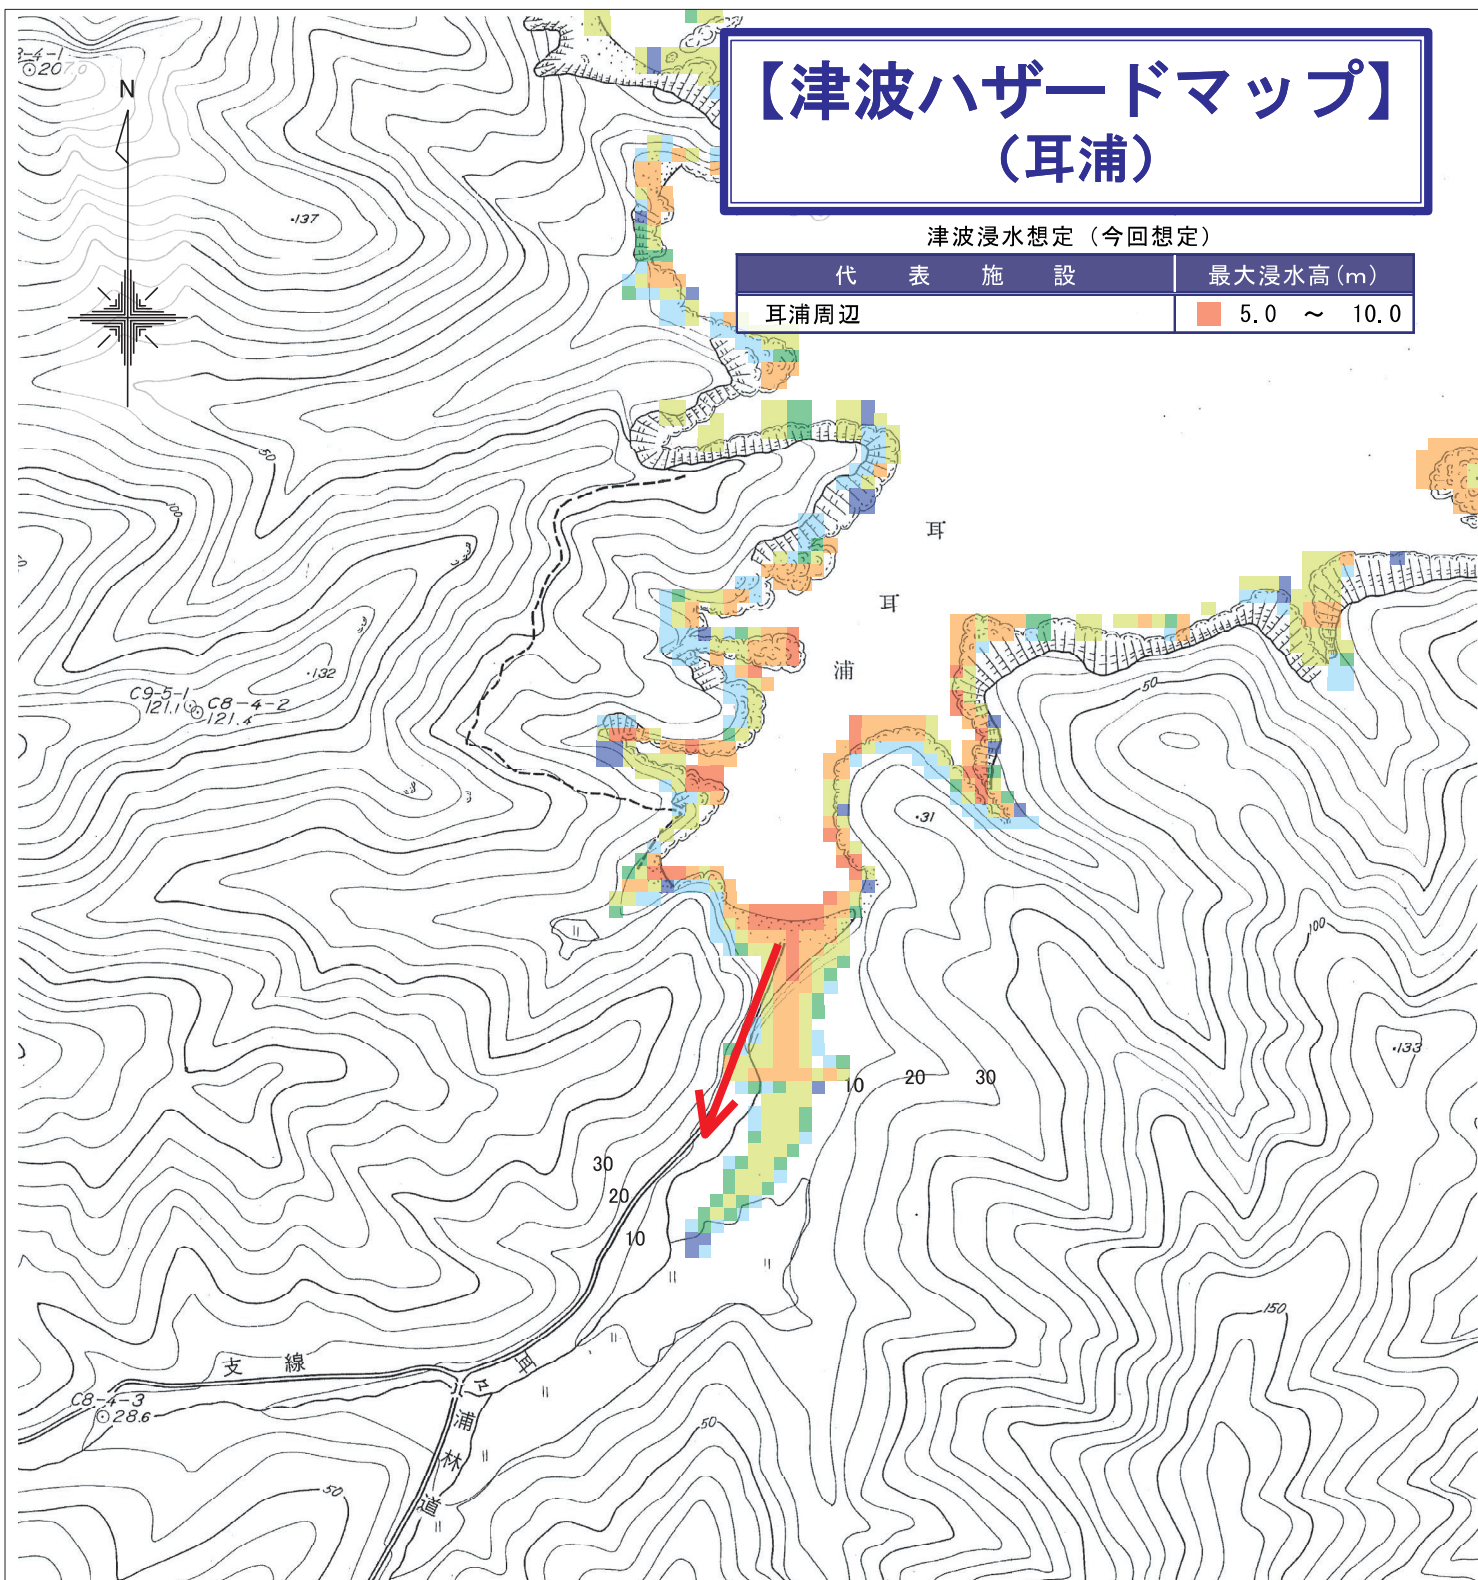 【津波ハザードマップ】
（耳浦）
津波浸水想定（今回想定）
代表施設 最大浸水高(m)
耳浦周辺 5.0 ～ 10.0
N
207.0
・137
50
100
耳
耳
浦
・132
C9-5-1
121.1
C8-4-2
121.4
50
・31
100
・133
10 20 30
30
20
10
150
支線
耳
々
浦
林
道
C8-4-3
28.6
50
50